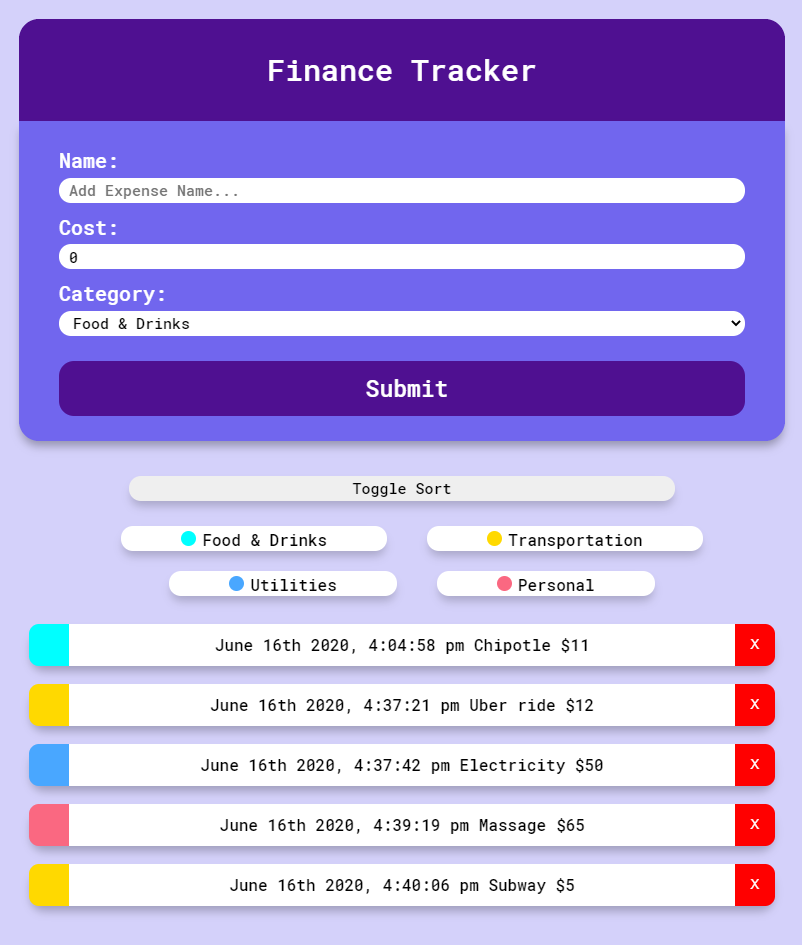 Finance Tracker
Name:
Add Expense Name...
Cost:
0
Category:
Food & Drinks
Submit
Toggle Sort
Food & Drinks
Transportation
Utilities
Personal
June 16th 2020, 4:04:58 pm Chipotle $11
X
June 16th 2020, 4:37:21 pm Uber ride $12
X
June 16th 2020, 4:37:42 pm Electricity $50
X
June 16th 2020, 4:39:19 pm Massage $65
X
June 16th 2020, 4:40:06 pm Subway $5
X